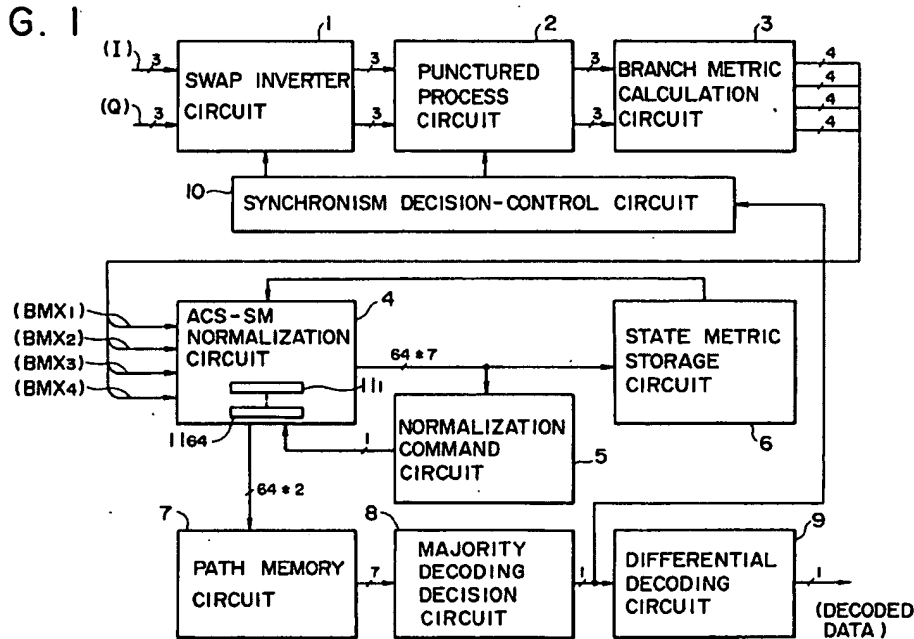 G. 1
1
2
3
(I)
3
SWAP INVERTER
CIRCUIT
3
PUNCTURED
PROCESS
CIRCUIT
3
BRANCH METRIC
CALCULATION
CIRCUIT
4
4
4
4
(Q)
3
3
3
10
SYNCHRONISM DECISION-CONTROL CIRCUIT
(BMX1)
(BMX2)
(BMX3)
(BMX4)
ACS-SM
NORMALIZATION
CIRCUIT
4
111
1164
64*7
STATE METRIC
STORAGE
CIRCUIT
6
NORMALIZATION
COMMAND
CIRCUIT
1
5
64*2
7
8
9
PATH MEMORY
CIRCUIT
7
MAJORITY
DECODING
DECISION
CIRCUIT
1
DIFFERENTIAL
DECODING
CIRCUIT
1
(DECODED
DATA)